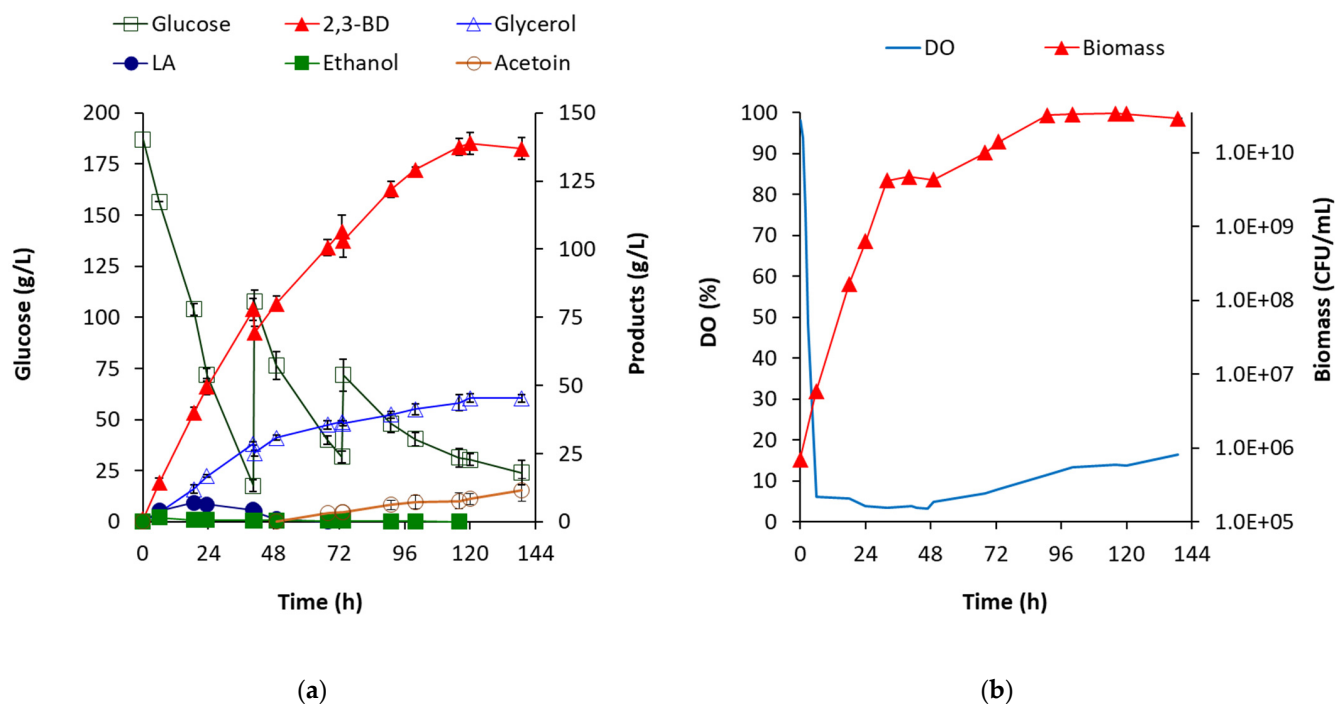 Glucose 2,3-BD Glycerol
LA Ethanol Acetoin
200
175
150
125
100
75
50
25
0
Glucose (g/L)
150
125
100
75
50
25
0
Products (g/L)
0 24 48 72 96 120 144
Time (h)
(a)
DO Biomass
100
90
80
70
60
50
40
30
20
10
0
DO (%)
1.0E+10
1.0E+09
1.0E+08
1.0E+07
1.0E+06
1.0E+05
Biomass (CFU/mL)
0 24 48 72 96 120 144
Time (h)
(b)